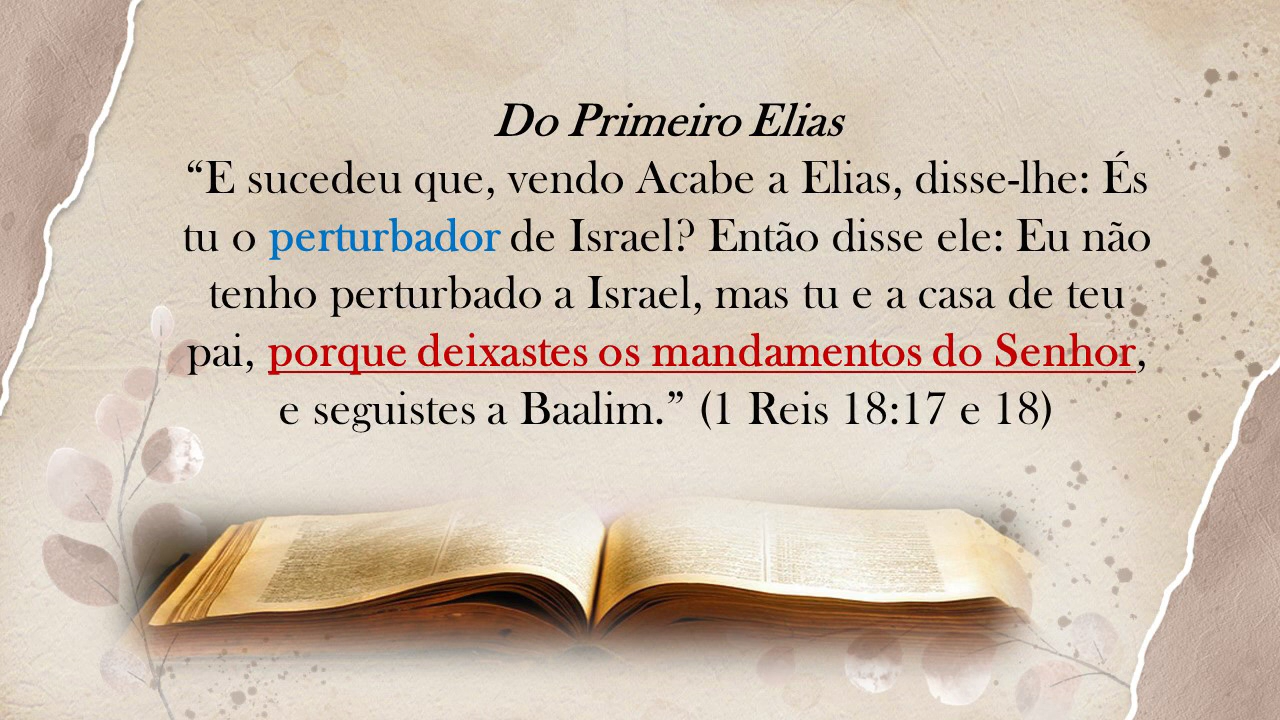 Do Primeiro Elias
“E sucedeu que, vendo Acabe a Elias, disse-lhe: És
tu o perturbador de Israel? Então disse ele: Eu não
tenho perturbado a Israel, mas tu e a casa de teu
pai, porque deixastes os mandamentos do Senhor,
e seguistes a Baalim.” (1 Reis 18:17 e 18)